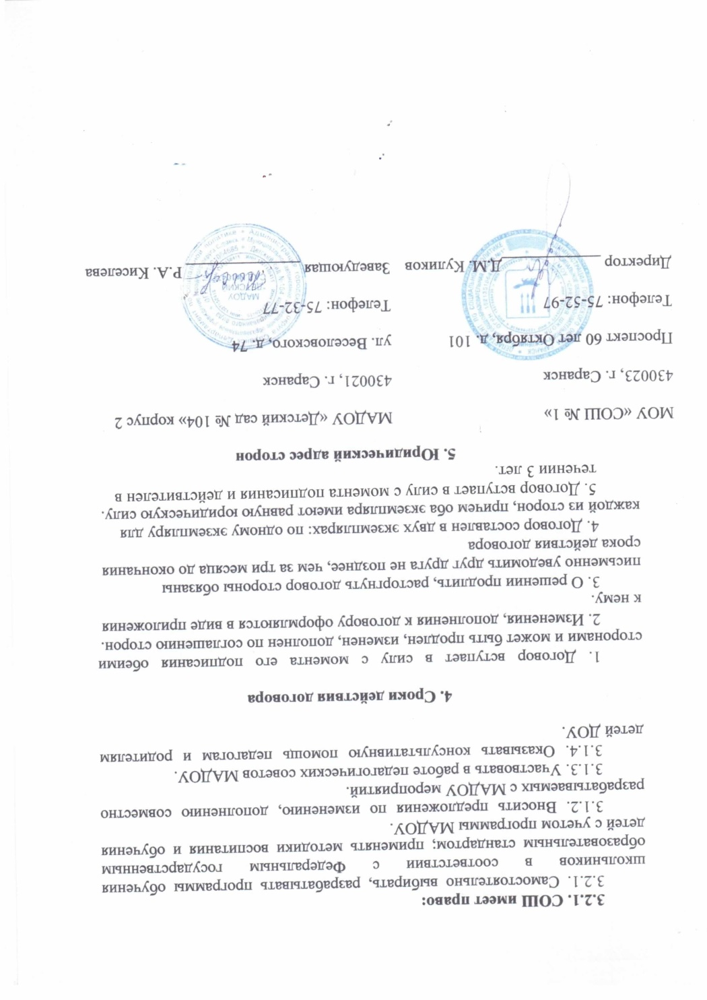 3.2.1. СОШ имеет право:
3.2.1. Самостоятельно выбирать, разрабатывать программы обучения
школьников в соответствии с Федеральным государственным
образовательным стандартом; применять методики воспитания и обучения
детей с учетом программы МАДОУ.
3.1.2. Вносить предложения по изменению, дополнению совместно
разрабатываемых с МАДОУ мероприятий.
3.1.3. Участвовать в работе педагогических советов МАДОУ.
3.1.4. Оказывать консультативную помощь педагогам и родителям
детей ДОУ.
4. Сроки действия договора
1. Договор вступает в силу с момента его подписания обеими
сторонами и может быть продлен, изменен, дополнен по соглашению сторон.
2. Изменения, дополнения к договору оформляются в виде приложения
к нему.
3. О решении продлить, расторгнуть договор стороны обязаны
письменно уведомить друг друга не позднее, чем за три месяца до окончания
срока действия договора
4. Договор составлен в двух экземплярах: по одному экземпляру для
каждой из сторон, причем оба экземпляра имеют равную юридическую силу.
5. Договор вступает в силу с момента подписания и действителен в
течении 3 лет.
5. Юридический адрес сторон
МОУ «СОШ № 1»
430023, г. Саранск
Проспект 60 лет Октября, д. 101
Телефон: 75-52-97
Директор Д.М. Куликов
МАДОУ «Детский сад № 104» корпус 2
430021, г. Саранск
ул. Веселовского, д. 74
Телефон: 75-32-77
Заведующая Р.А. Киселева